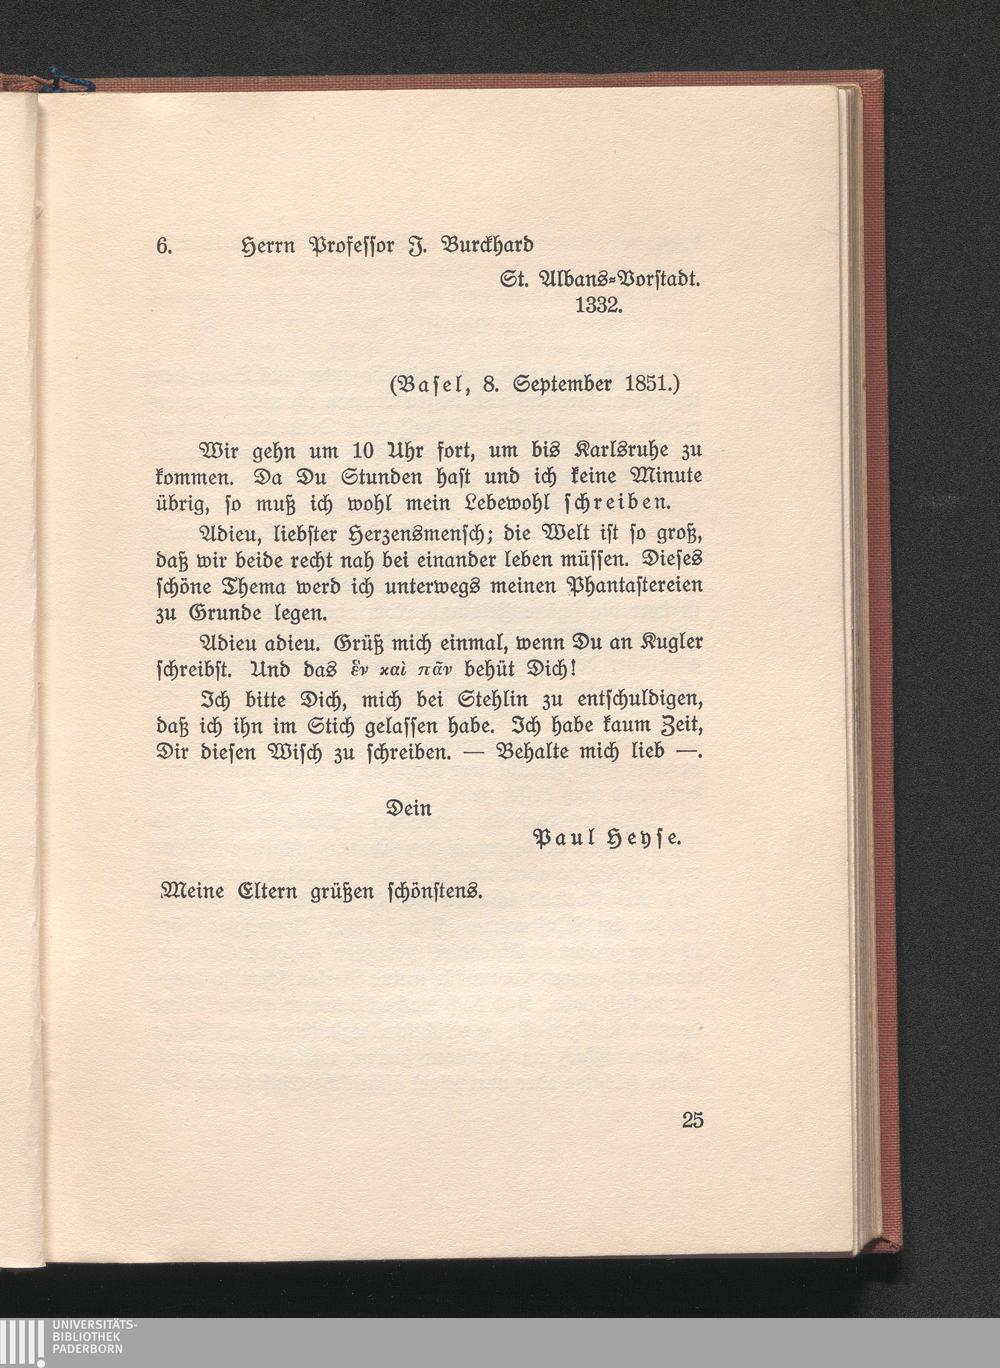 6. Herrn Professor J. Burckhard
St. Albans-Vorstadt.
1332.
(Basel, 8. September 1851.)
Wir gehn um 10 Uhr fort, um bis Karlsruhe zu
kommen. Da Du Stunden hast und ich keine Minute
übrig, so muß ich wohl mein Lebewohl schreiben.
Adieu, liebster Herzensmensch; die Welt ist so groß,
daß wir beide recht nah bei einander leben müssen. Dieses
schöne Thema werd ich unterwegs meinen Phantastereien
zu Grunde legen.
Adieu adieu. Grüß mich einmal, wenn Du an Kugler
schreibst. Und das ἓν καὶ πᾶν behüt Dich!
Ich bitte Dich, mich bei Stehlin zu entschuldigen,
daß ich ihn im Stich gelassen habe. Ich habe kaum Zeit,
Dir diesen Wisch zu schreiben. — Behalte mich lieb —.
Dein
Paul Heyse.
Meine Eltern grüßen schönstens.
25
UNIVERSITÄTS-
BIBLIOTHEK
PADERBORN